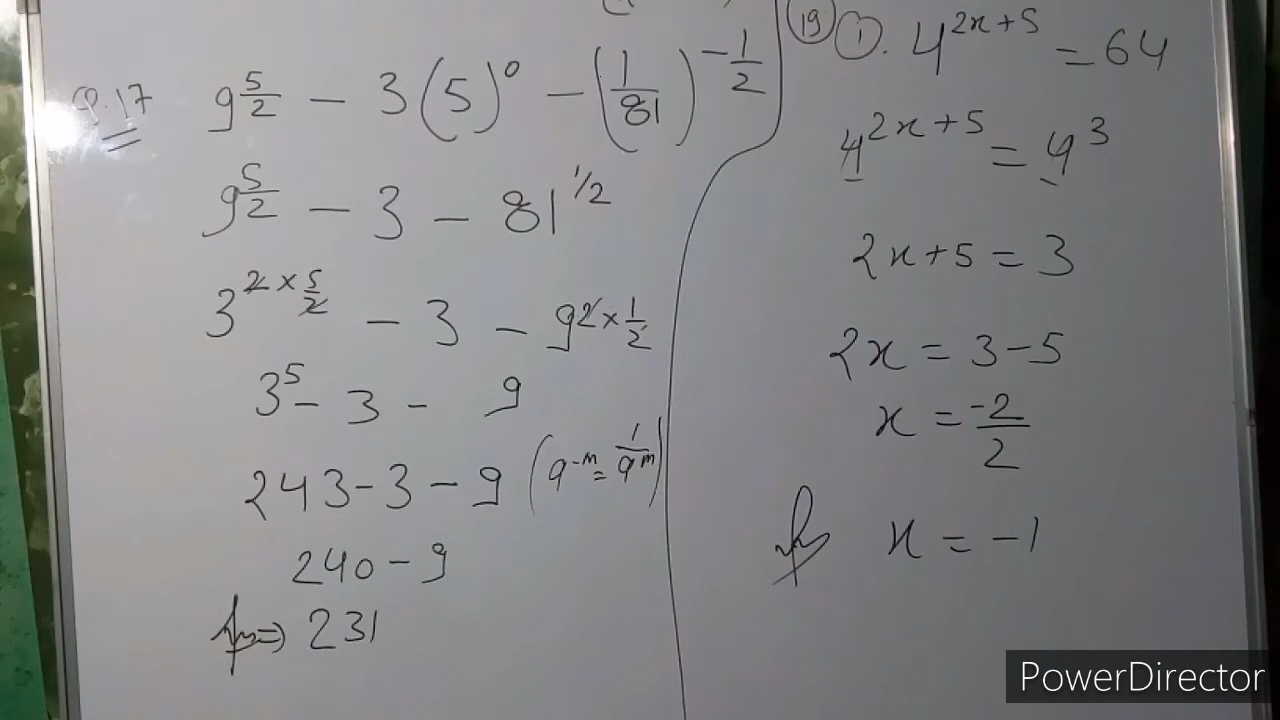 Q.17 9^{5/2} - 3(5)^0 - (1/81)^{-1/2}
9^{5/2} - 3 - 81^{1/2}
3^{2×5/2} - 3 - 9^{2×1/2}
3^5 - 3 - 9
243 - 3 - 9 (a^{-m} = 1/a^m)
240 - 9
Ans ⇒ 231
(19) (i). 4^{2x+5} = 64
4^{2x+5} = 4^3
2x+5 = 3
2x = 3-5
x = -2/2
Ans x = -1
PowerDirector